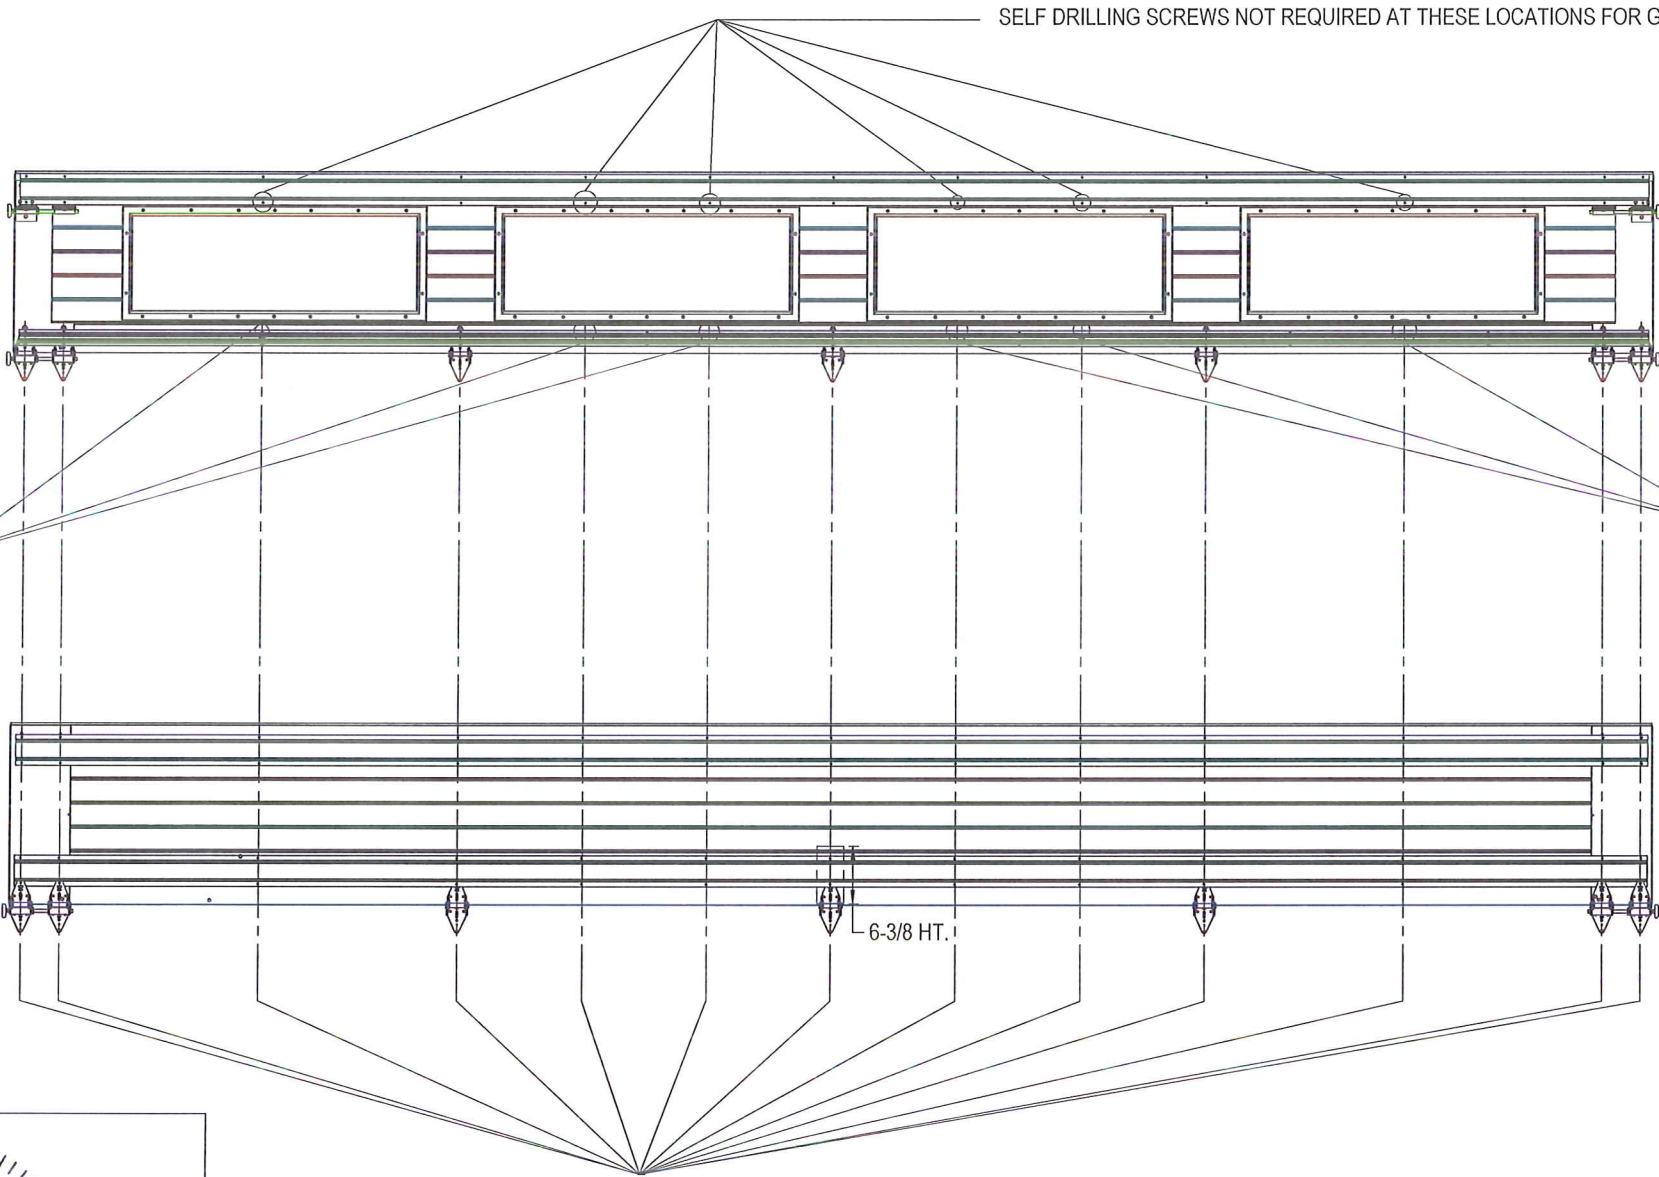 SELF DRILLING SCREWS NOT REQUIRED AT THESE LOCATIONS FOR
6-3/8 HT.